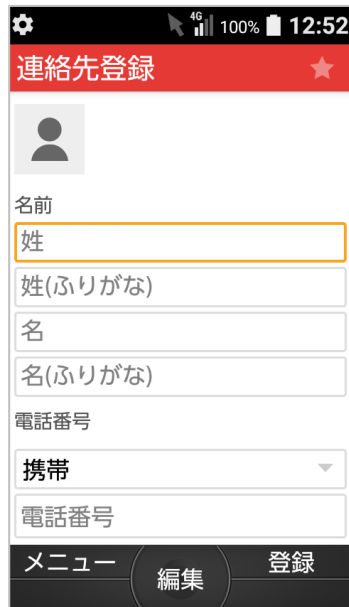 4G 100% 12:52
連絡先登録
名前
姓
姓(ふりがな)
名
名(ふりがな)
電話番号
携帯
電話番号
メニュー 編集 登録